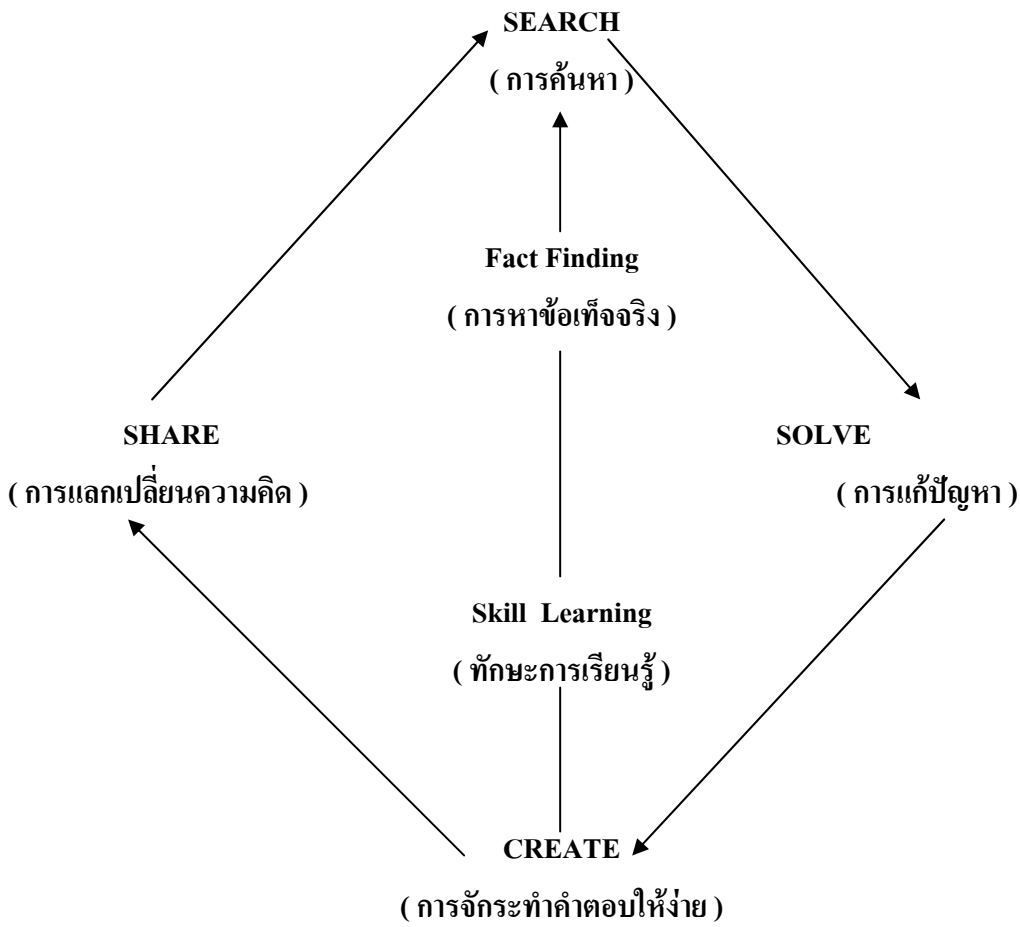 SEARCH
( การค้นหา )
Fact Finding
( การหาข้อเท็จจริง )
SHARE
SOLVE
( การแลกเปลี่ยนความคิด )
( การแก้ปัญหา )
Skill Learning
( ทักษะการเรียนรู้ )
CREATE
( การจักระทำคำตอบให้ง่าย )